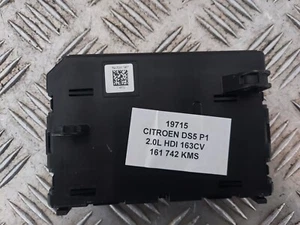 19715
CITROEN DS5 P1
2.0L HDI 163CV
161 742 KMS